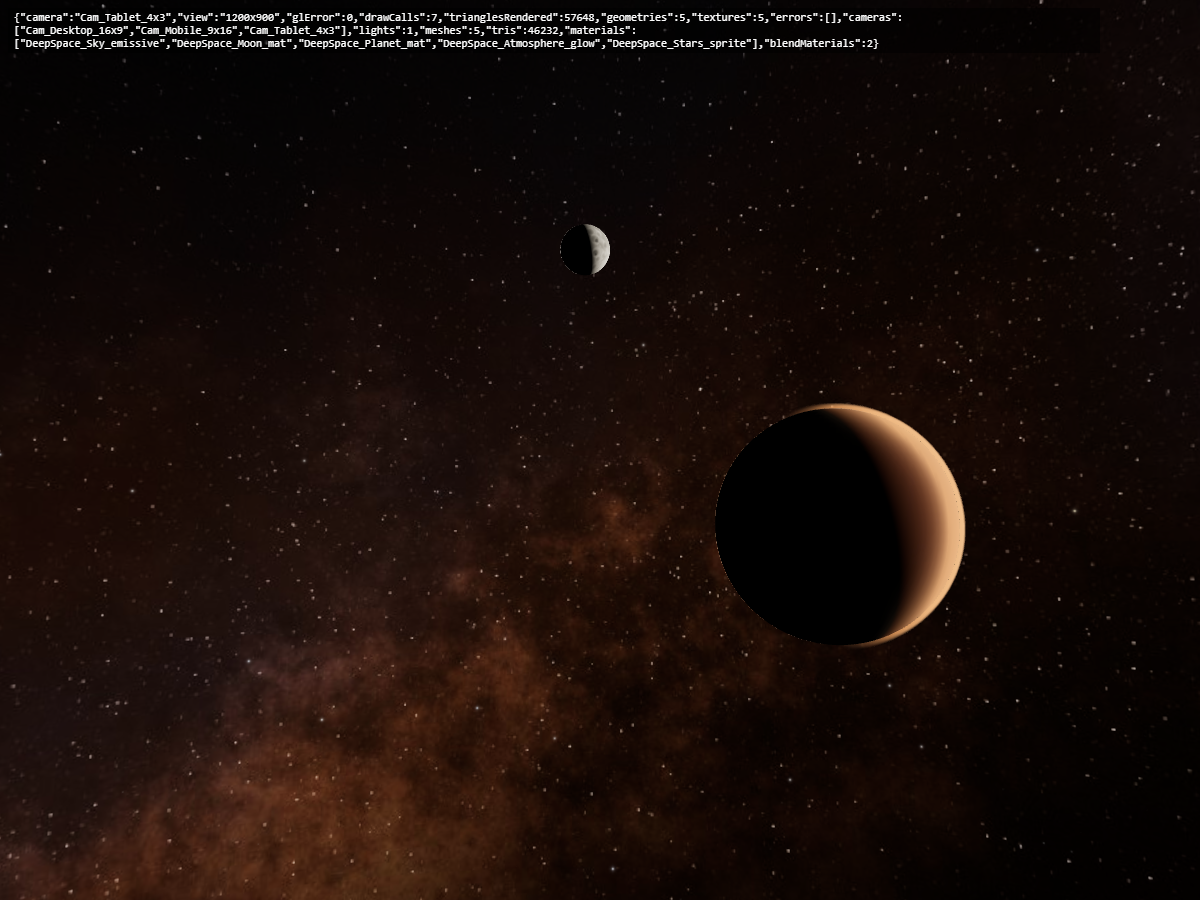 {"camera":"Cam_Tablet_4x3","view":"1200x900","glError":0,"drawCalls":7,"trianglesRendered":57648,"geometries":5,"textures":5,"errors":[],"cameras":
["Cam_Desktop_16x9","Cam_Mobile_9x16","Cam_Tablet_4x3"],"lights":1,"meshes":5,"tris":46232,"materials":
["DeepSpace_Sky_emissive","DeepSpace_Moon_mat","DeepSpace_Planet_mat","DeepSpace_Atmosphere_glow","DeepSpace_Stars_sprite"],"blendMaterials":2}